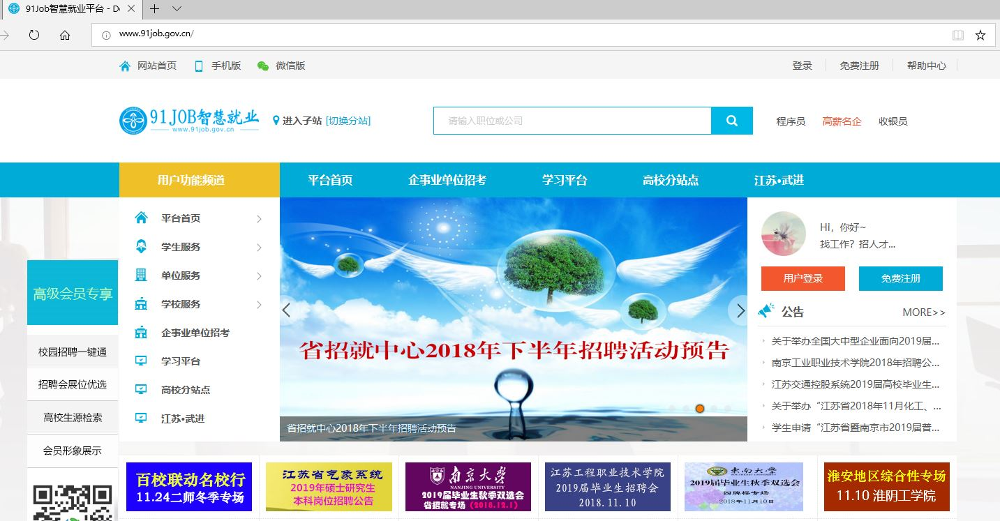 91Job智慧就业平台 - D
www.91job.gov.cn/
网站首页 手机版 微信版 登录 免费注册 帮助中心
91JOB智慧就业
www.91job.gov.cn
进入子站 [切换分站]
请输入职位或公司
程序员 高薪名企 收银员
用户功能频道 平台首页 企事业单位招考 学习平台 高校分站点 江苏•武进
平台首页
学生服务
单位服务
学校服务
企事业单位招考
学习平台
高校分站点
江苏•武进
高级会员专享
校园招聘一键通
招聘会展位优选
高校生源检索
会员形象展示
省招就中心2018年下半年招聘活动预告
省招就中心2018年下半年招聘活动预告
Hi，你好~
找工作？招人才...
用户登录 免费注册
公告 MORE>>
关于举办全国大中型企业面向2019届...
南京工业职业技术学院2018年招聘公...
江苏交通控股系统2019届高校毕业生...
关于举办“江苏省2018年11月化工、...
学生申请“江苏省暨南京市2019届普...
百校联动名校行
11.24二师冬季专场
江苏省气象系统
2019年硕士研究生
本科岗位招聘公告
南京大学
NANJING UNIVERSITY
2019届毕业生秋季双选会
省招就专场（2018.12.1）
江苏工程职业技术学院
2019届毕业生招聘会
2018.11.10
东南大学
2019届毕业生秋季双选会
四牌楼专场
2018年11月10日
淮安地区综合性专场
11.10 淮阴工学院